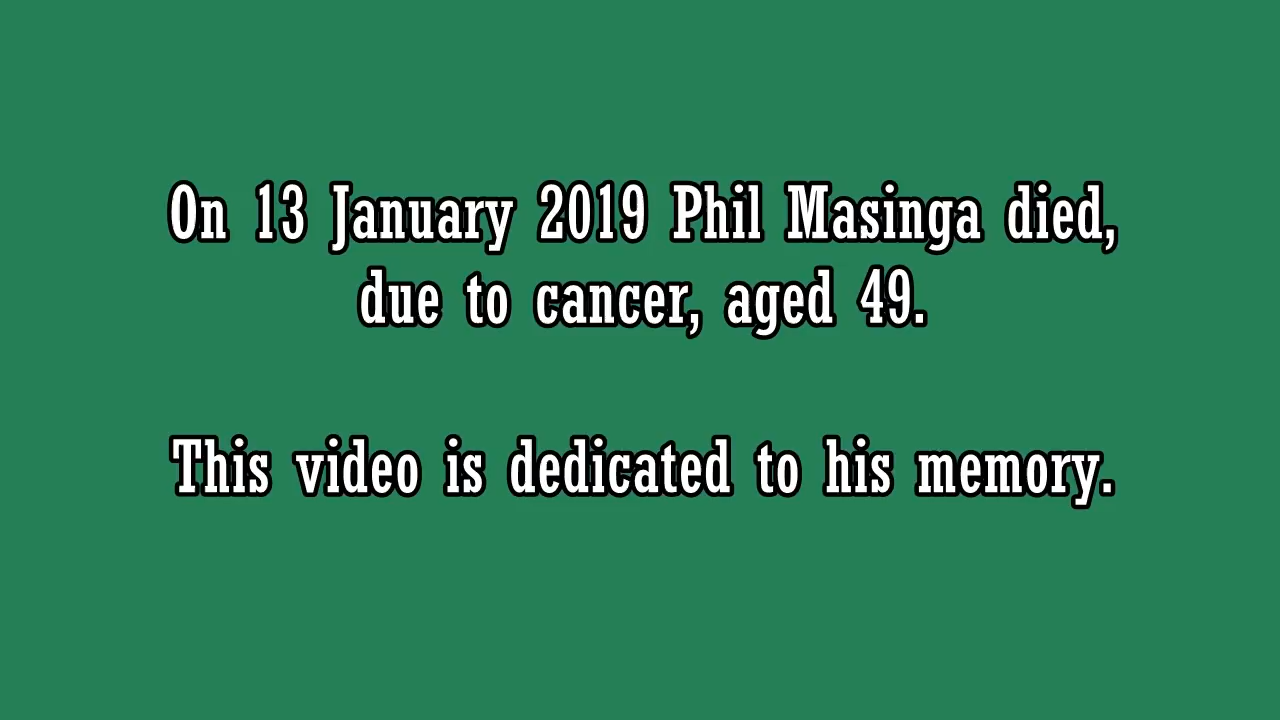 On 13 January 2019 Phil Masinga died,
due to cancer, aged 49.
This video is dedicated to his memory.